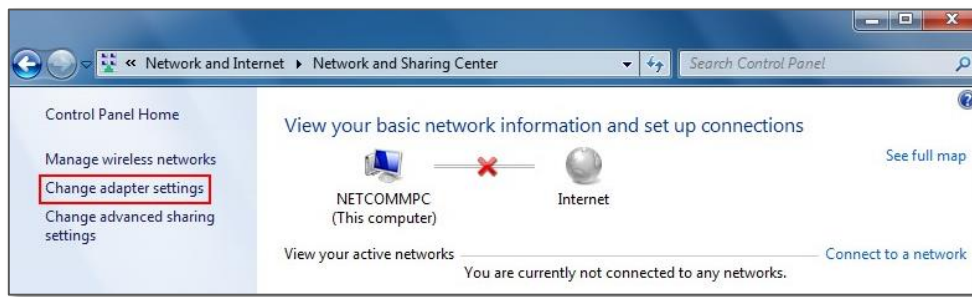 « Network and Internet ▸ Network and Sharing Center
Search Control Panel
Control Panel Home
Manage wireless networks
Change adapter settings
Change advanced sharing
settings
View your basic network information and set up connections
See full map
NETCOMMPC
(This computer)
Internet
View your active networks
Connect to a network
You are currently not connected to any networks.